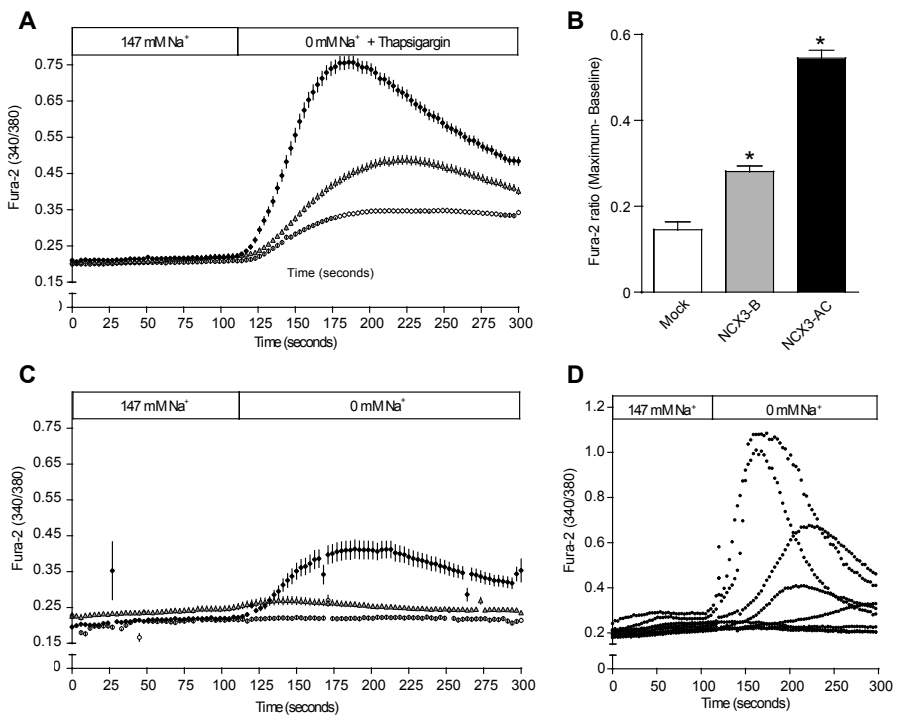 A
147 mM Na⁺
0 mM Na⁺ + Thapsigargin
Fura-2 (340/380)
0.75
0.65
0.55
0.45
0.35
0.25
0.15
)
Time (seconds)
0 25 50 75 100 125 150 175 200 225 250 275 300
Time (seconds)
B
Fura-2 ratio (Maximum- Baseline)
0.6
0.4
0.2
0
*
*
Mock
NCX3-B
NCX3-AC
C
147 mM Na⁺
0 mM Na⁺
Fura-2 (340/380)
0.75
0.65
0.55
0.45
0.35
0.25
0.15
0
0 25 50 75 100 125 150 175 200 225 250 275 300
Time (seconds)
D
147 mM Na⁺
0 mM Na⁺
Fura-2 (340/380)
1.2
1.0
0.8
0.6
0.4
0.2
0
0 50 100 150 200 250 300
Time (seconds)